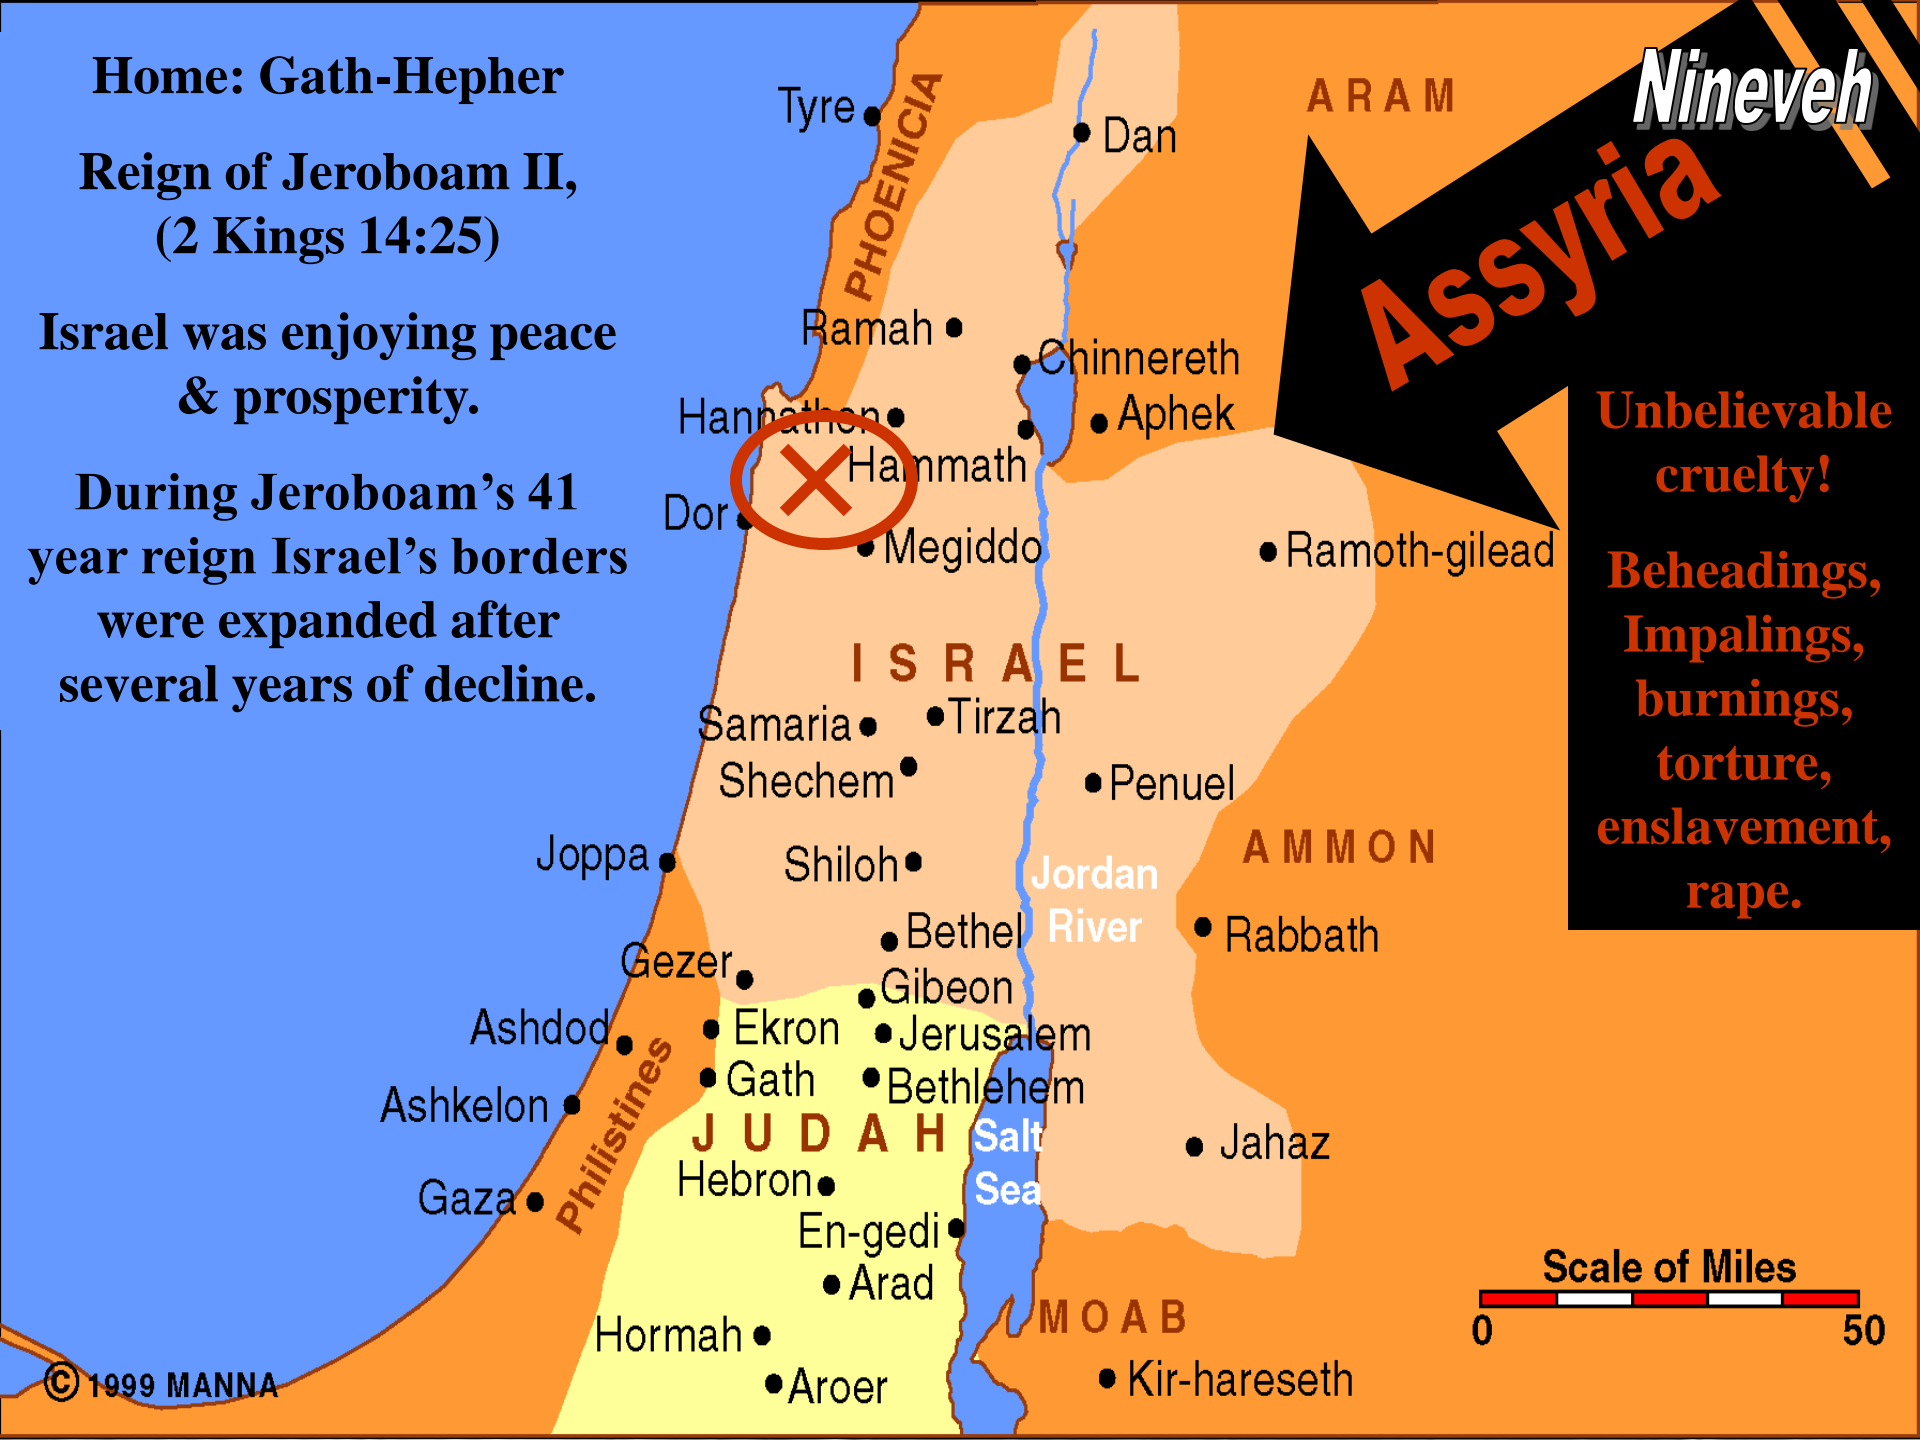 Home: Gath-Hepher
Reign of Jeroboam II,
(2 Kings 14:25)
Israel was enjoying peace
& prosperity.
During Jeroboam's 41
year reign Israel's borders
were expanded after
several years of decline.
Nineveh
Assyria
Unbelievable
cruelty!
Beheadings,
Impalings,
burnings,
torture,
enslavement,
rape.
ARAM
Tyre
Dan
PHOENICIA
Ramah
Chinnereth
Hannathon
Aphek
Hammath
Dor
Megiddo
Ramoth-gilead
ISRAEL
Samaria
Tirzah
Shechem
Penuel
Joppa
Shiloh
Jordan
River
AMMON
Bethel
Rabbath
Gezer
Gibeon
Ashdod
Ekron
Jerusalem
Gath
Bethlehem
Ashkelon
Philistines
JUDAH
Salt
Sea
Jahaz
Hebron
Gaza
En-gedi
Arad
MOAB
Hormah
Aroer
Kir-hareseth
Scale of Miles
0 50
© 1999 MANNA